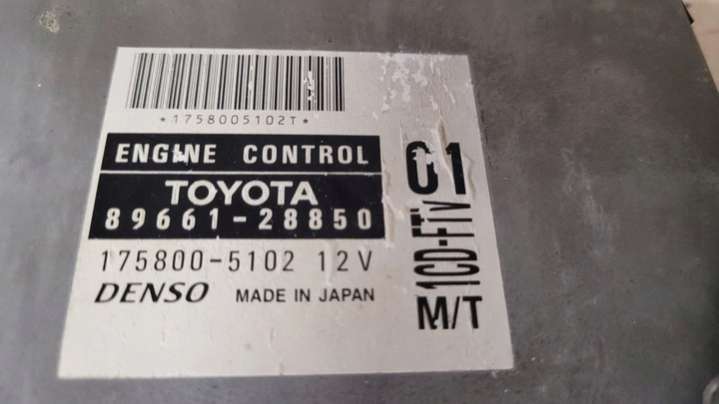 *1758005102T*
ENGINE CONTROL
TOYOTA
89661-28850
175800-5102 12V
DENSO MADE IN JAPAN
01
1CD-FTV
M/T